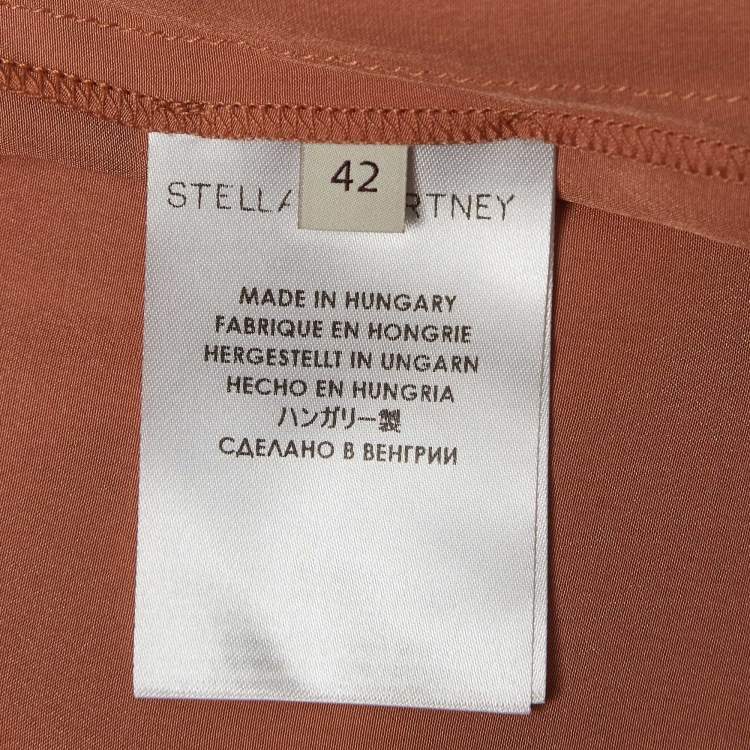 42
STELLA RTNEY
MADE IN HUNGARY
FABRIQUE EN HONGRIE
HERGESTELLT IN UNGARN
HECHO EN HUNGRIA
ハンガリー製
СДЕЛАНО В ВЕНГРИИ